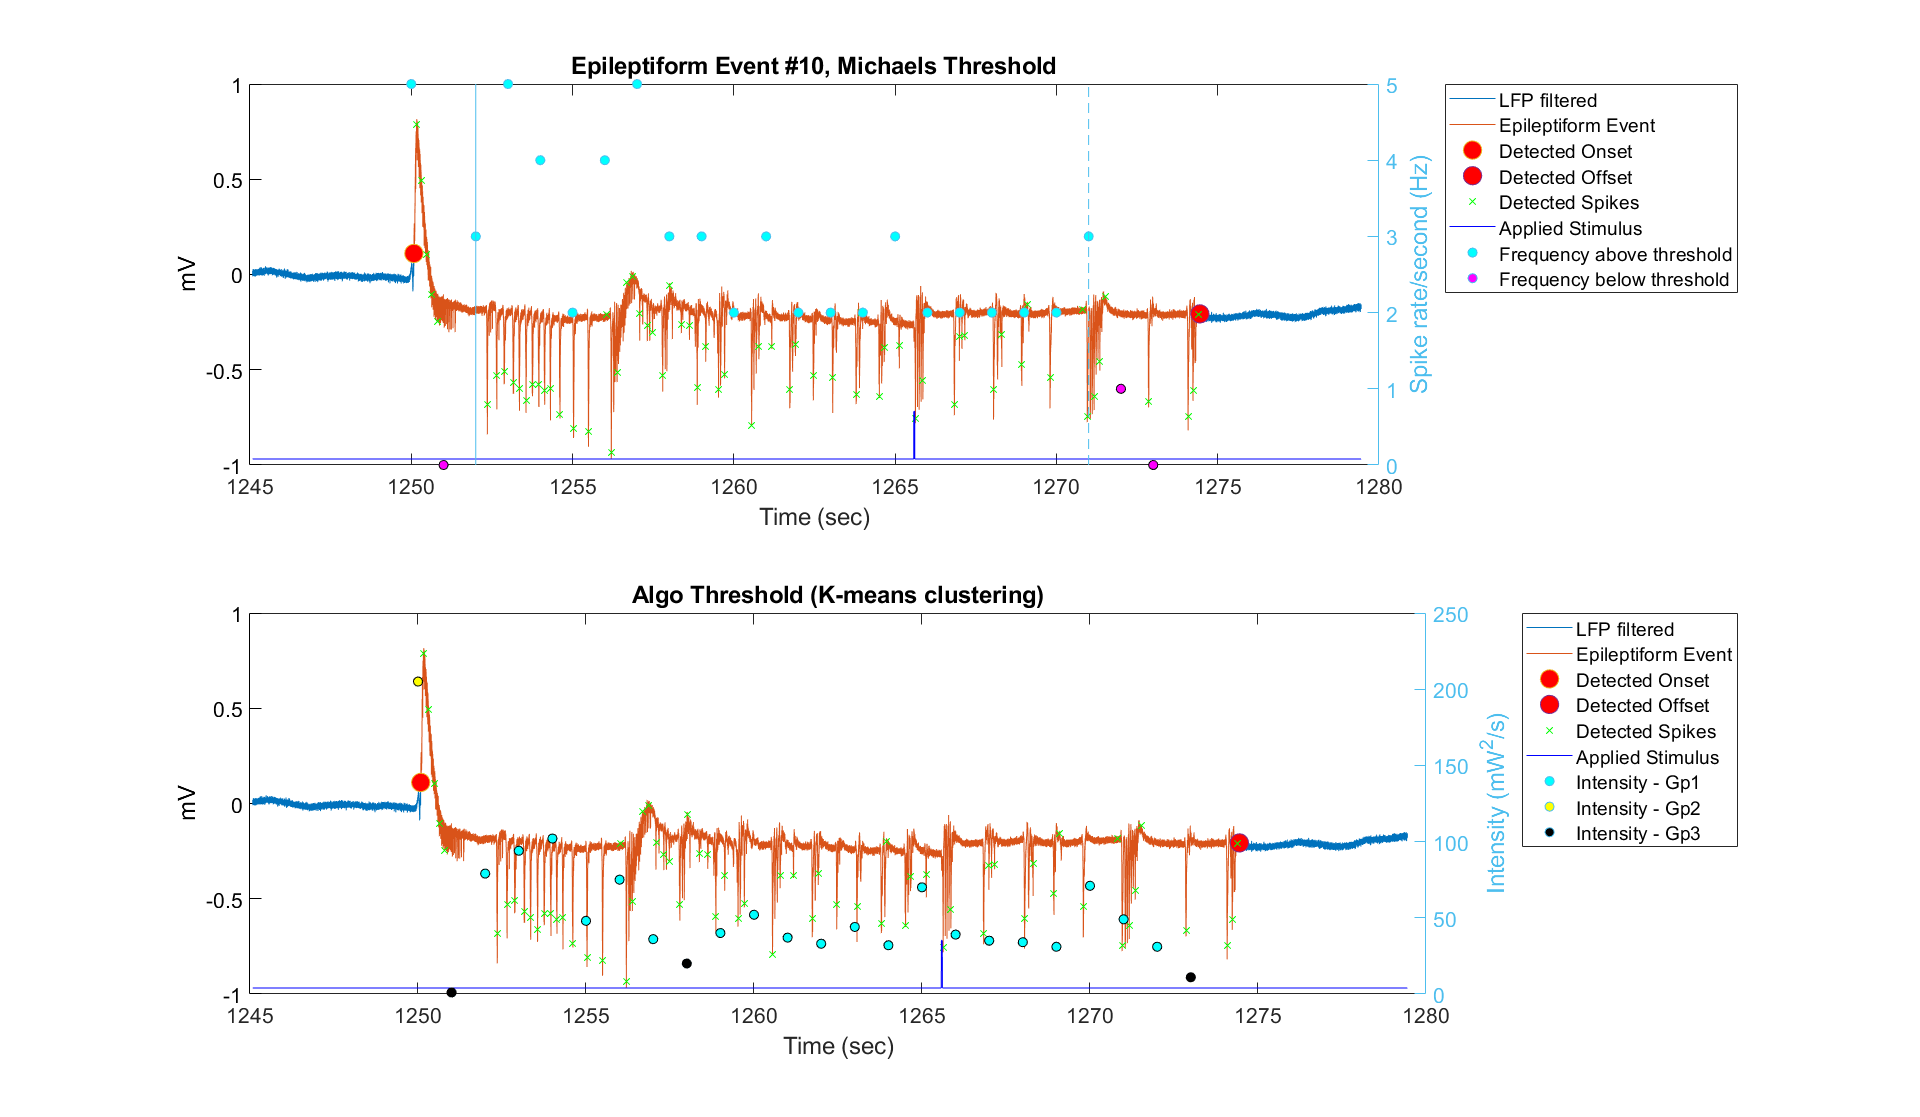 Epileptiform Event #10, Michaels Threshold
1
0.5
0
-0.5
-1
mV
5
4
3
2
1
0
Spike rate/second (Hz)
1245 1250 1255 1260 1265 1270 1275 1280
Time (sec)
LFP filtered
Epileptiform Event
Detected Onset
Detected Offset
Detected Spikes
Applied Stimulus
Frequency above threshold
Frequency below threshold
Algo Threshold (K-means clustering)
1
0.5
0
-0.5
-1
mV
250
200
150
100
50
0
Intensity (mW²/s)
1245 1250 1255 1260 1265 1270 1275 1280
Time (sec)
LFP filtered
Epileptiform Event
Detected Onset
Detected Offset
Detected Spikes
Applied Stimulus
Intensity - Gp1
Intensity - Gp2
Intensity - Gp3